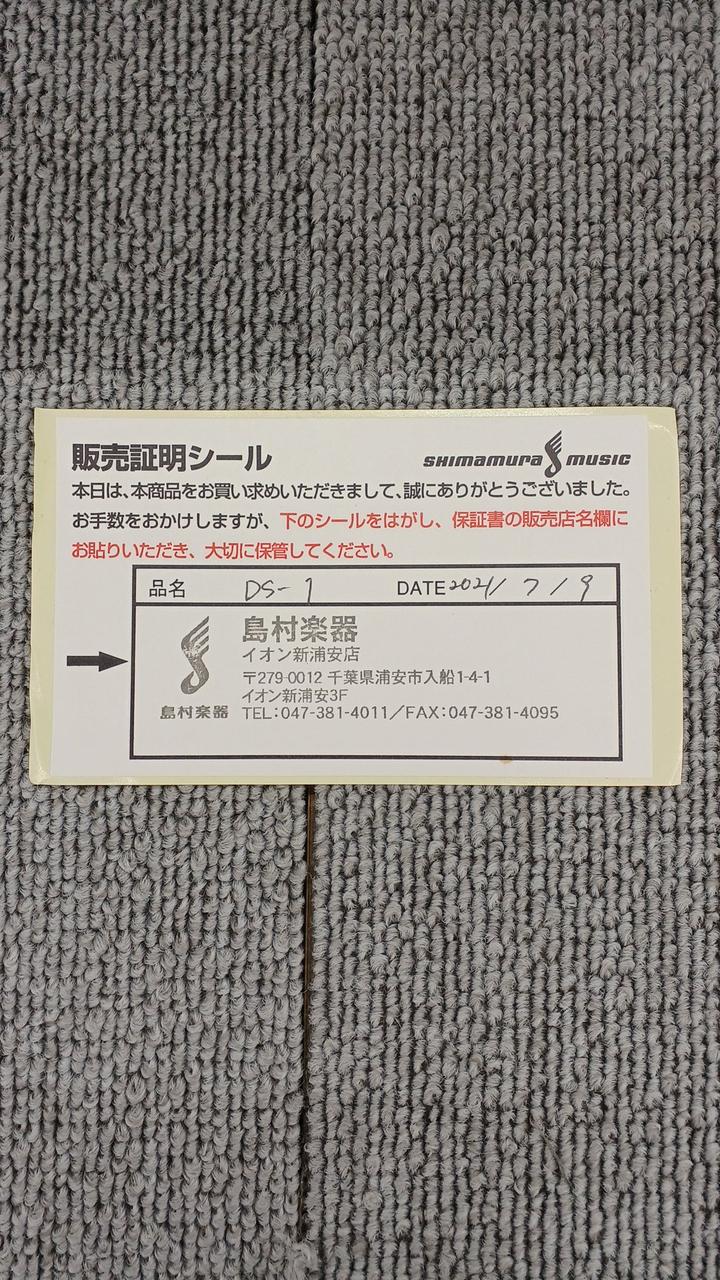 販売証明シール
SHIMAMURA MUSIC
本日は、本商品をお買い求めいただきまして、誠にありがとうございました。
お手数をおかけしますが、下のシールをはがし、保証書の販売店名欄に
お貼りいただき、大切に保管してください。
品名 DS-1 DATE 2021/7/9
島村楽器
イオン新浦安店
〒279-0012 千葉県浦安市入船1-4-1
イオン新浦安3F
島村楽器 TEL:047-381-4011/FAX:047-381-4095